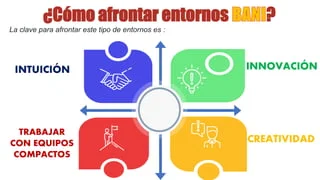 ¿Cómo afrontar entornos BANI?
La clave para afrontar este tipo de entornos es :
INTUICIÓN
INNOVACIÓN
TRABAJAR
CON EQUIPOS
COMPACTOS
CREATIVIDAD